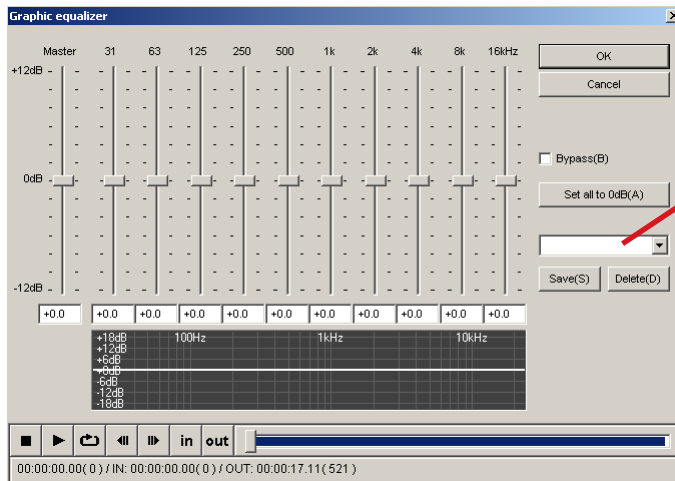 Graphic equalizer
Master 31 63 125 250 500 1k 2k 4k 8k 16kHz
+12dB
0dB
-12dB
OK
Cancel
Bypass(B)
Set all to 0dB(A)
Save(S) Delete(D)
+0.0 +0.0 +0.0 +0.0 +0.0 +0.0 +0.0 +0.0 +0.0 +0.0 +0.0
100Hz 1kHz 10kHz
+18dB
+12dB
+6dB
+0dB
-6dB
-12dB
-18dB
in out
00:00:00.00( 0 ) / IN: 00:00:00.00( 0 ) / OUT: 00:00:17.11( 521 )